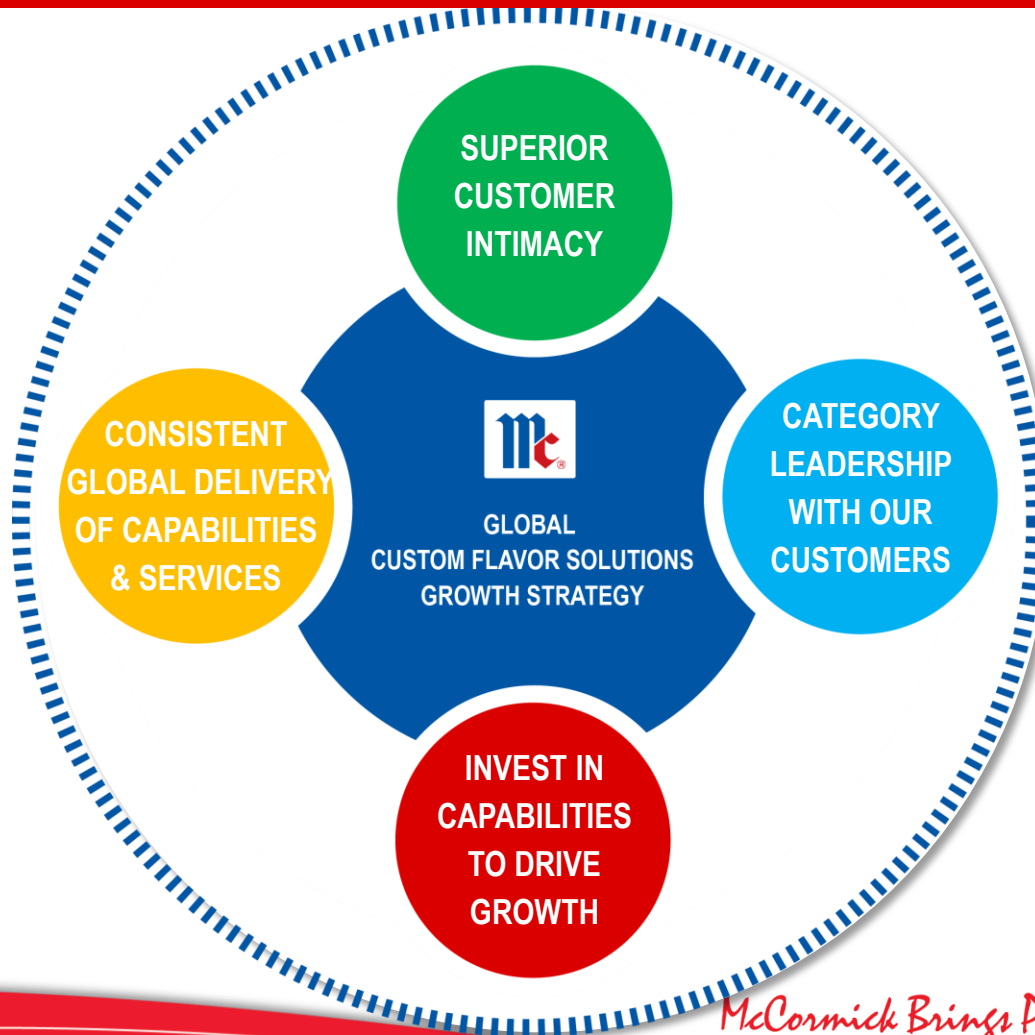 SUPERIOR
CUSTOMER
INTIMACY
CONSISTENT
GLOBAL DELIVERY
OF CAPABILITIES
& SERVICES
Mc®
GLOBAL
CUSTOM FLAVOR SOLUTIONS
GROWTH STRATEGY
CATEGORY
LEADERSHIP
WITH OUR
CUSTOMERS
INVEST IN
CAPABILITIES
TO DRIVE
GROWTH
McCormick Brings